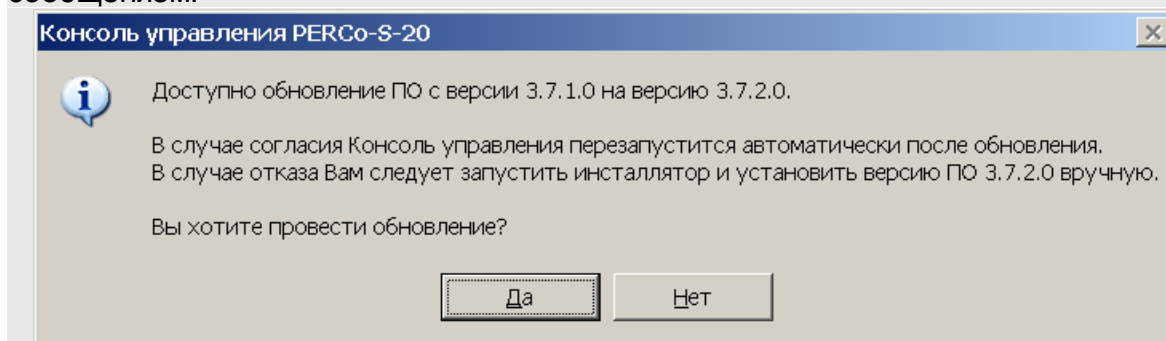 сообщением:
Консоль управления PERCo-S-20
Доступно обновление ПО с версии 3.7.1.0 на версию 3.7.2.0.
В случае согласия Консоль управления перезапустится автоматически после обновления.
В случае отказа Вам следует запустить инсталлятор и установить версию ПО 3.7.2.0 вручную.
Вы хотите провести обновление?
Да
Нет